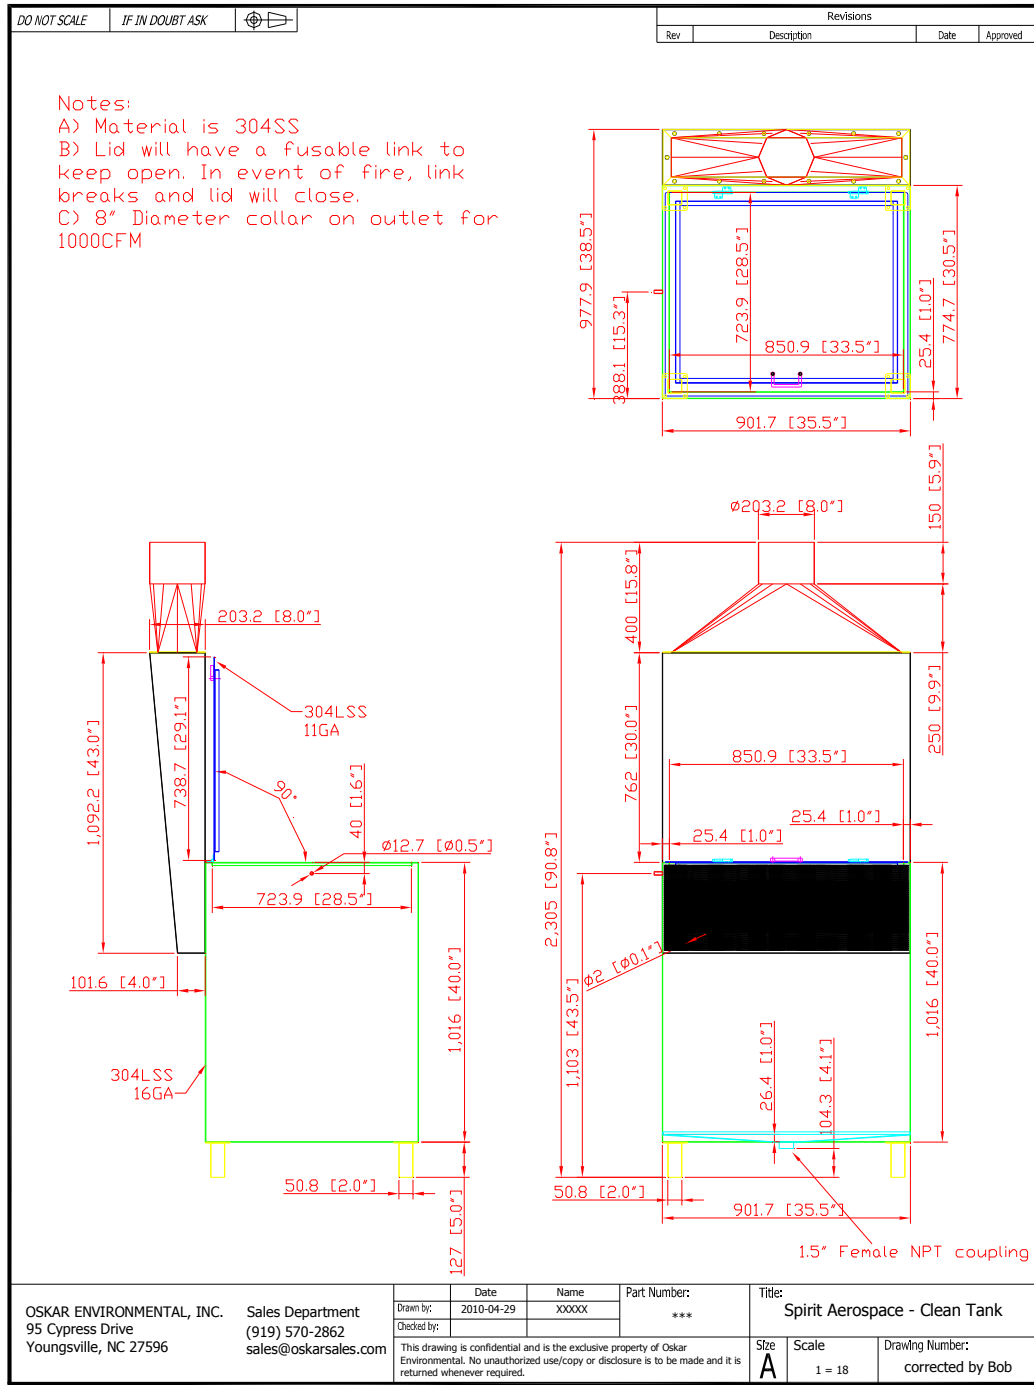 DO NOT SCALE
IF IN DOUBT ASK
Revisions
Rev
Description
Date
Approved
Notes:
A) Material is 304SS
B) Lid will have a fusable link to
keep open. In event of fire, link
breaks and lid will close.
C) 8" Diameter collar on outlet for
1000CFM
977.9 [38.5"]
388.1 [15.3"]
723.9 [28.5"]
850.9 [33.5"]
25.4 [1.0"]
774.7 [30.5"]
901.7 [35.5"]
203.2 [8.0"]
1,092.2 [43.0"]
738.7 [29.1"]
304LSS
11GA
90°
40 [1.6"]
ø12.7 [ø0.5"]
723.9 [28.5"]
101.6 [4.0"]
1,016 [40.0"]
304LSS
16GA
50.8 [2.0"]
127 [5.0"]
ø203.2 [8.0"]
150 [5.9"]
400 [15.8"]
250 [9.9"]
762 [30.0"]
850.9 [33.5"]
25.4 [1.0"]
25.4 [1.0"]
2,305 [90.8"]
ø2 [ø0.1"]
1,103 [43.5"]
1,016 [40.0"]
26.4 [1.0"]
104.3 [4.1"]
50.8 [2.0"]
901.7 [35.5"]
1.5" Female NPT coupling
OSKAR ENVIRONMENTAL, INC.
95 Cypress Drive
Youngsville, NC 27596
Sales Department
(919) 570-2862
sales@oskarsales.com
Date
Name
Drawn by:
2010-04-29
XXXXX
Checked by:
This drawing is confidential and is the exclusive property of Oskar
Environmental. No unauthorized use/copy or disclosure is to be made and it is
returned whenever required.
Part Number:
***
Title:
Spirit Aerospace - Clean Tank
Size
A
Scale
1 = 18
Drawing Number:
corrected by Bob